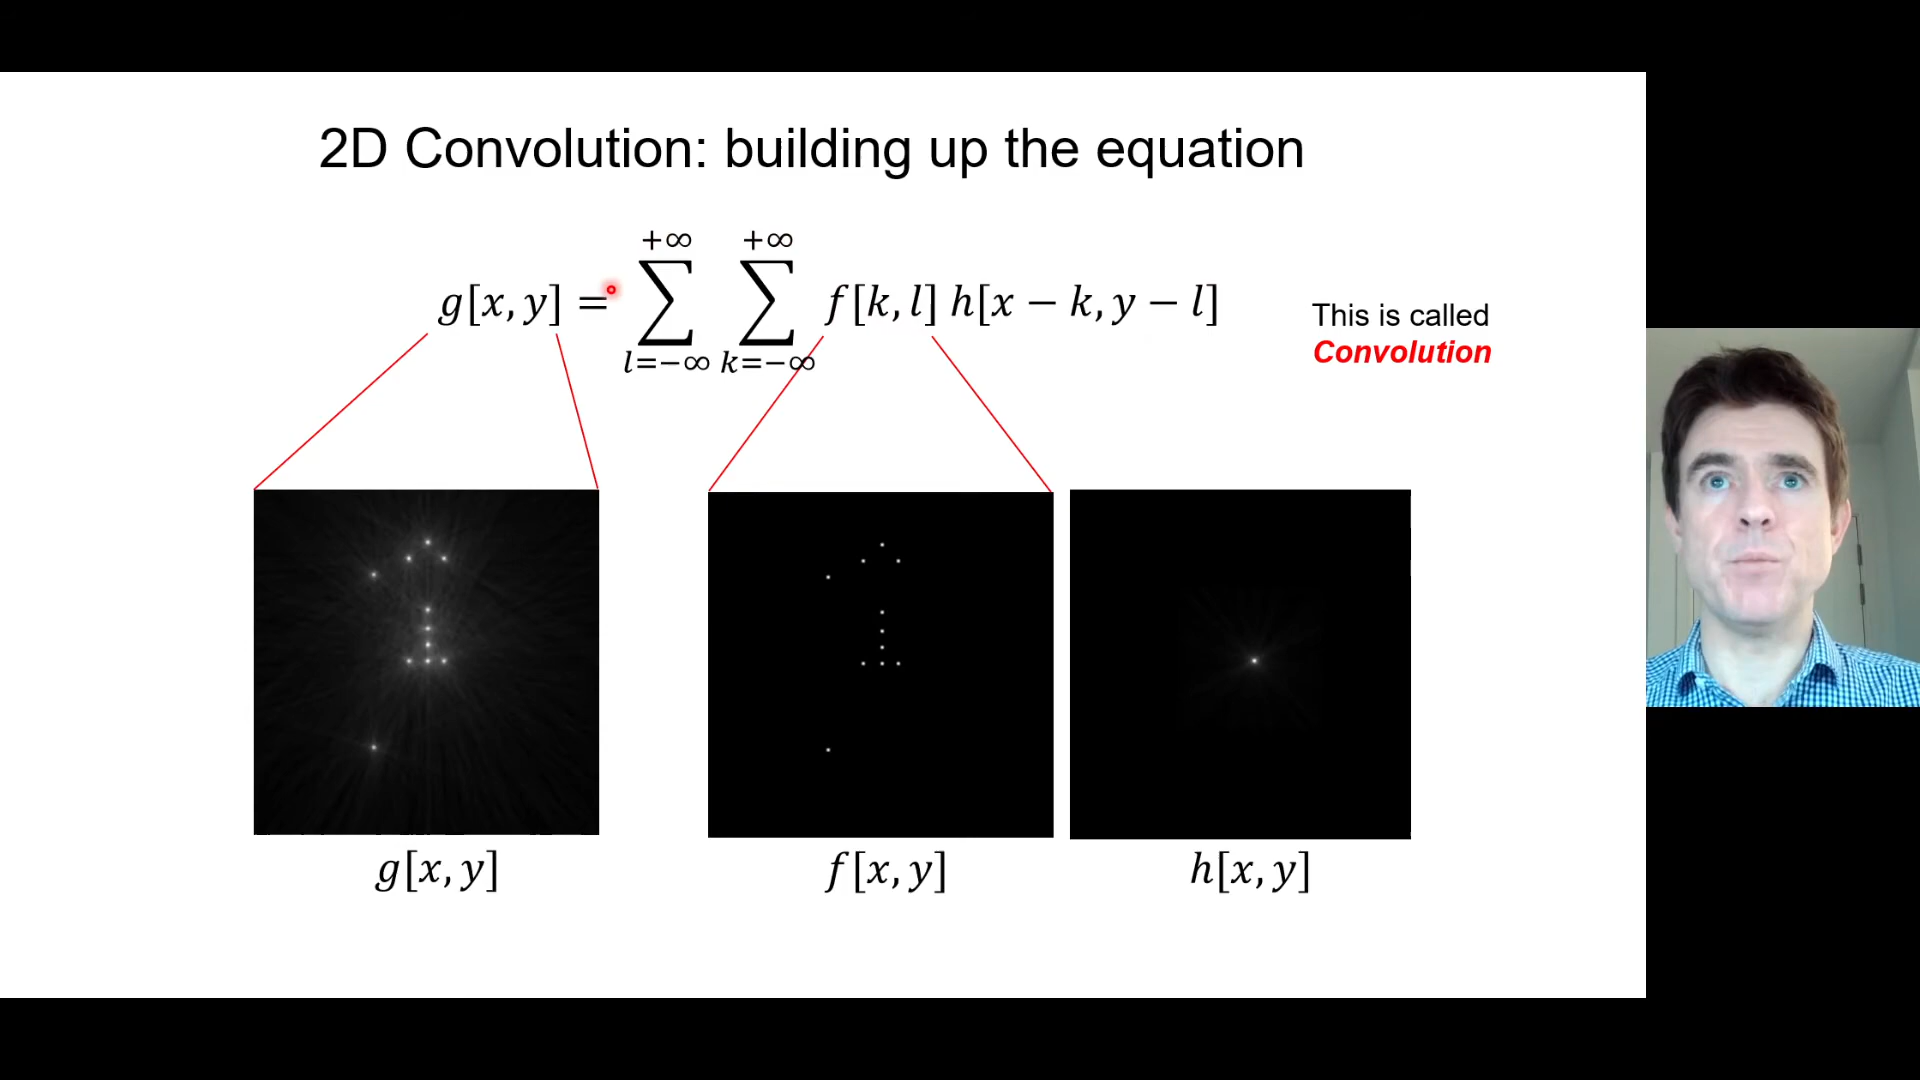 2D Convolution: building up the equation
+∞ +∞
g[x, y] = ∑ ∑ f[k, l] h[x − k, y − l]
l=−∞ k=−∞
This is called
Convolution
g[x, y]
f[x, y]
h[x, y]